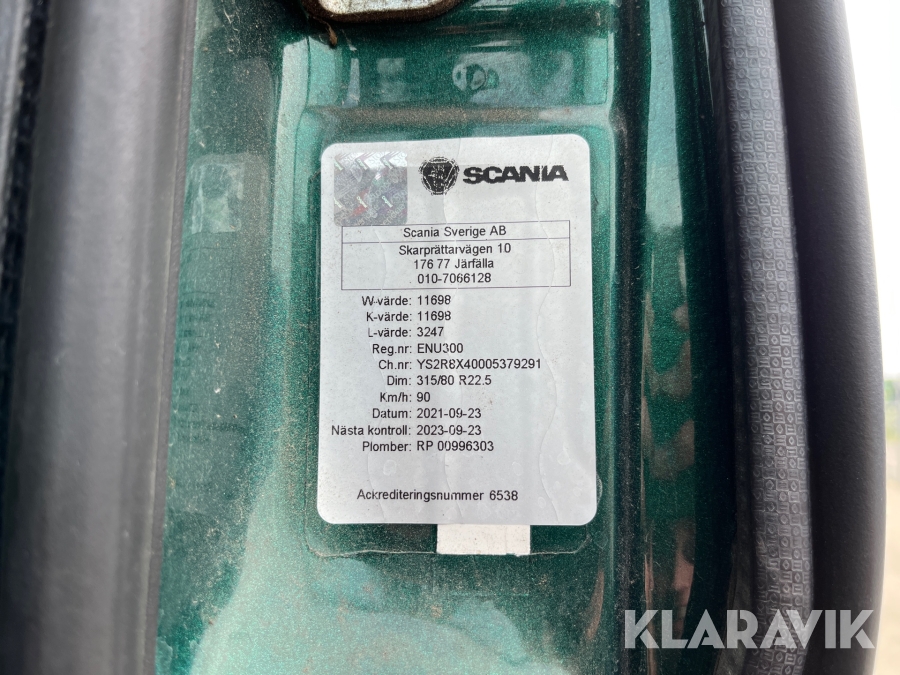 SCANIA
Scania Sverige AB
Skarprättarvägen 10
176 77 Järfälla
010-7066128
W-värde: 11698
K-värde: 11698
L-värde: 3247
Reg.nr: ENU300
Ch.nr: YS2R8X40005379291
Dim: 315/80 R22.5
Km/h: 90
Datum: 2021-09-23
Nästa kontroll: 2023-09-23
Plomber: RP 00996303
Ackrediteringsnummer 6538
KLARAVIK